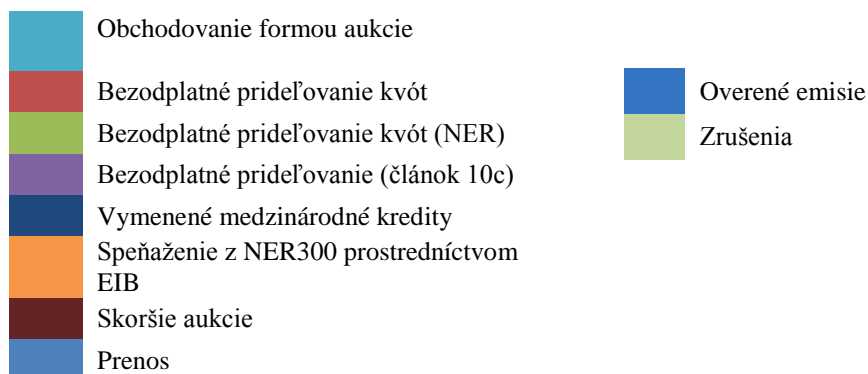 Obchodovanie formou aukcie
Bezodplatné prideľovanie kvót
Bezodplatné prideľovanie kvót (NER)
Bezodplatné prideľovanie (článok 10c)
Vymenené medzinárodné kredity
Speňaženie z NER300 prostredníctvom
EIB
Skoršie aukcie
Prenos
Overené emisie
Zrušenia